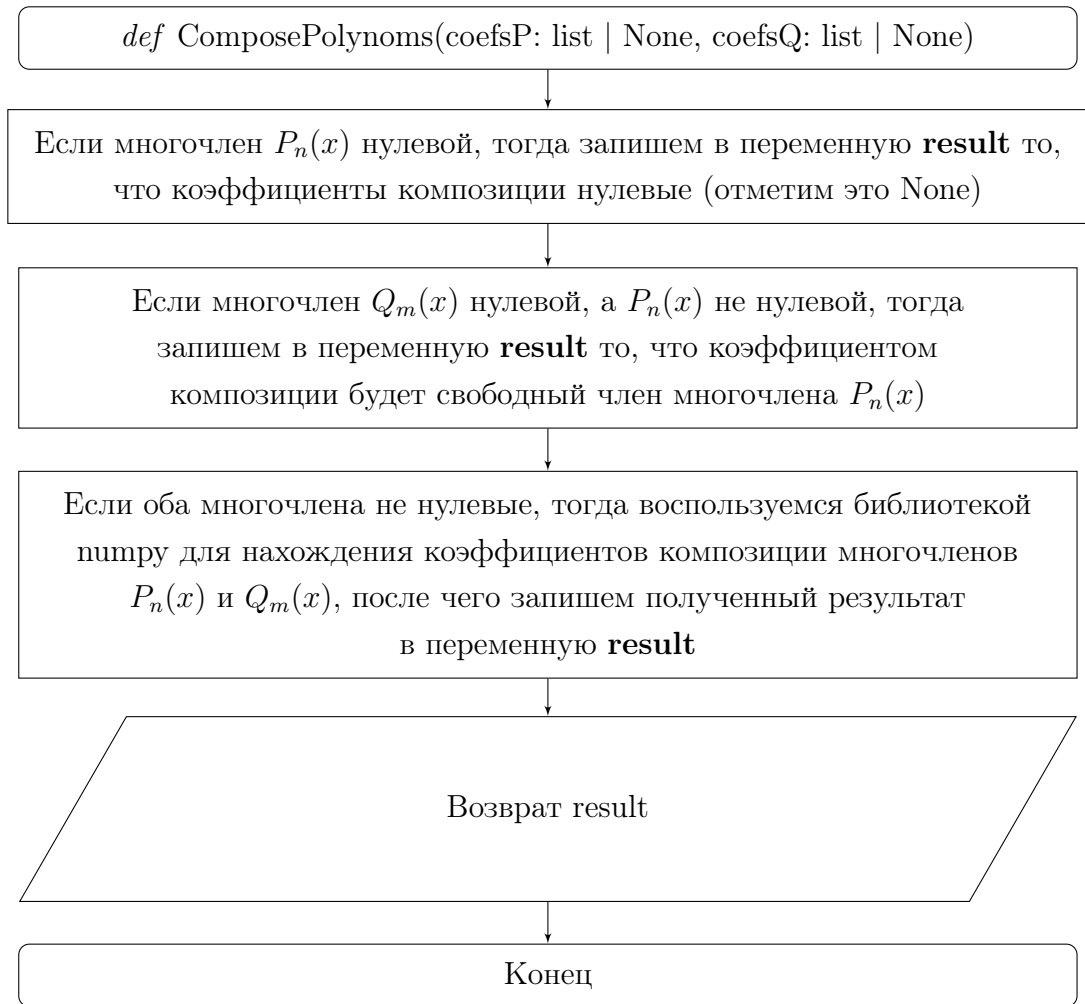 def ComposePolynoms(coefsP: list | None, coefsQ: list | None)
Если многочлен Pₙ(x) нулевой, тогда запишем в переменную result то,
что коэффициенты композиции нулевые (отметим это None)
Если многочлен Qₘ(x) нулевой, а Pₙ(x) не нулевой, тогда
запишем в переменную result то, что коэффициентом
композиции будет свободный член многочлена Pₙ(x)
Если оба многочлена не нулевые, тогда воспользуемся библиотекой
numpy для нахождения коэффициентов композиции многочленов
Pₙ(x) и Qₘ(x), после чего запишем полученный результат
в переменную result
Возврат result
Конец